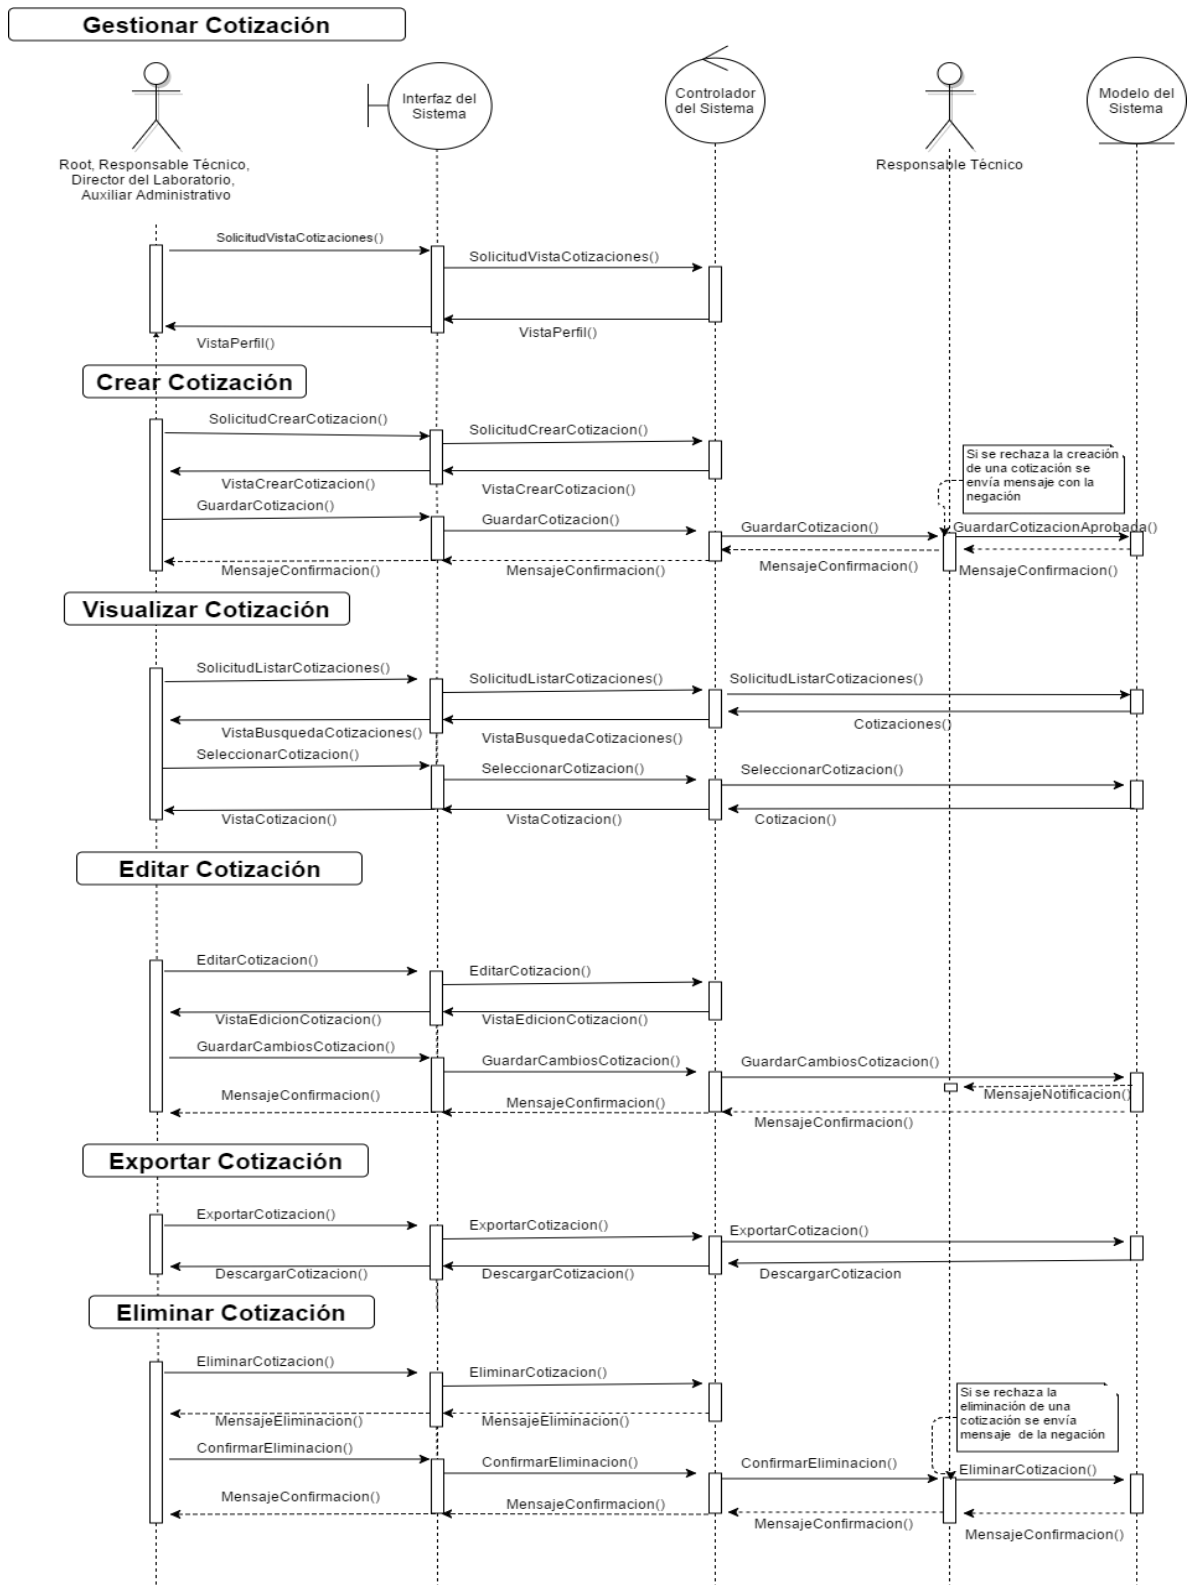 Gestionar Cotización
Root, Responsable Técnico,
Director del Laboratorio,
Auxiliar Administrativo
Interfaz del
Sistema
Controlador
del Sistema
Responsable Técnico
Modelo del
Sistema
SolicitudVistaCotizaciones()
SolicitudVistaCotizaciones()
VistaPerfil()
VistaPerfil()
Crear Cotización
SolicitudCrearCotizacion()
SolicitudCrearCotizacion()
VistaCrearCotizacion()
VistaCrearCotizacion()
Si se rechaza la creación
de una cotización se
envía mensaje con la
negación
GuardarCotizacion()
GuardarCotizacion()
GuardarCotizacion()
GuardarCotizacionAprobada()
MensajeConfirmacion()
MensajeConfirmacion()
MensajeConfirmacion()
MensajeConfirmacion()
Visualizar Cotización
SolicitudListarCotizaciones()
SolicitudListarCotizaciones()
SolicitudListarCotizaciones()
VistaBusquedaCotizaciones()
VistaBusquedaCotizaciones()
Cotizaciones()
SeleccionarCotizacion()
SeleccionarCotizacion()
SeleccionarCotizacion()
VistaCotizacion()
VistaCotizacion()
Cotizacion()
Editar Cotización
EditarCotizacion()
EditarCotizacion()
VistaEdicionCotizacion()
VistaEdicionCotizacion()
GuardarCambiosCotizacion()
GuardarCambiosCotizacion()
GuardarCambiosCotizacion()
MensajeNotificacion()
MensajeConfirmacion()
MensajeConfirmacion()
MensajeConfirmacion()
Exportar Cotización
ExportarCotizacion()
ExportarCotizacion()
ExportarCotizacion()
DescargarCotizacion()
DescargarCotizacion()
DescargarCotizacion
Eliminar Cotización
EliminarCotizacion()
EliminarCotizacion()
MensajeEliminacion()
MensajeEliminacion()
Si se rechaza la
eliminación de una
cotización se envía
mensaje de la negación
ConfirmarEliminacion()
ConfirmarEliminacion()
ConfirmarEliminacion()
EliminarCotizacion()
MensajeConfirmacion()
MensajeConfirmacion()
MensajeConfirmacion()
MensajeConfirmacion()